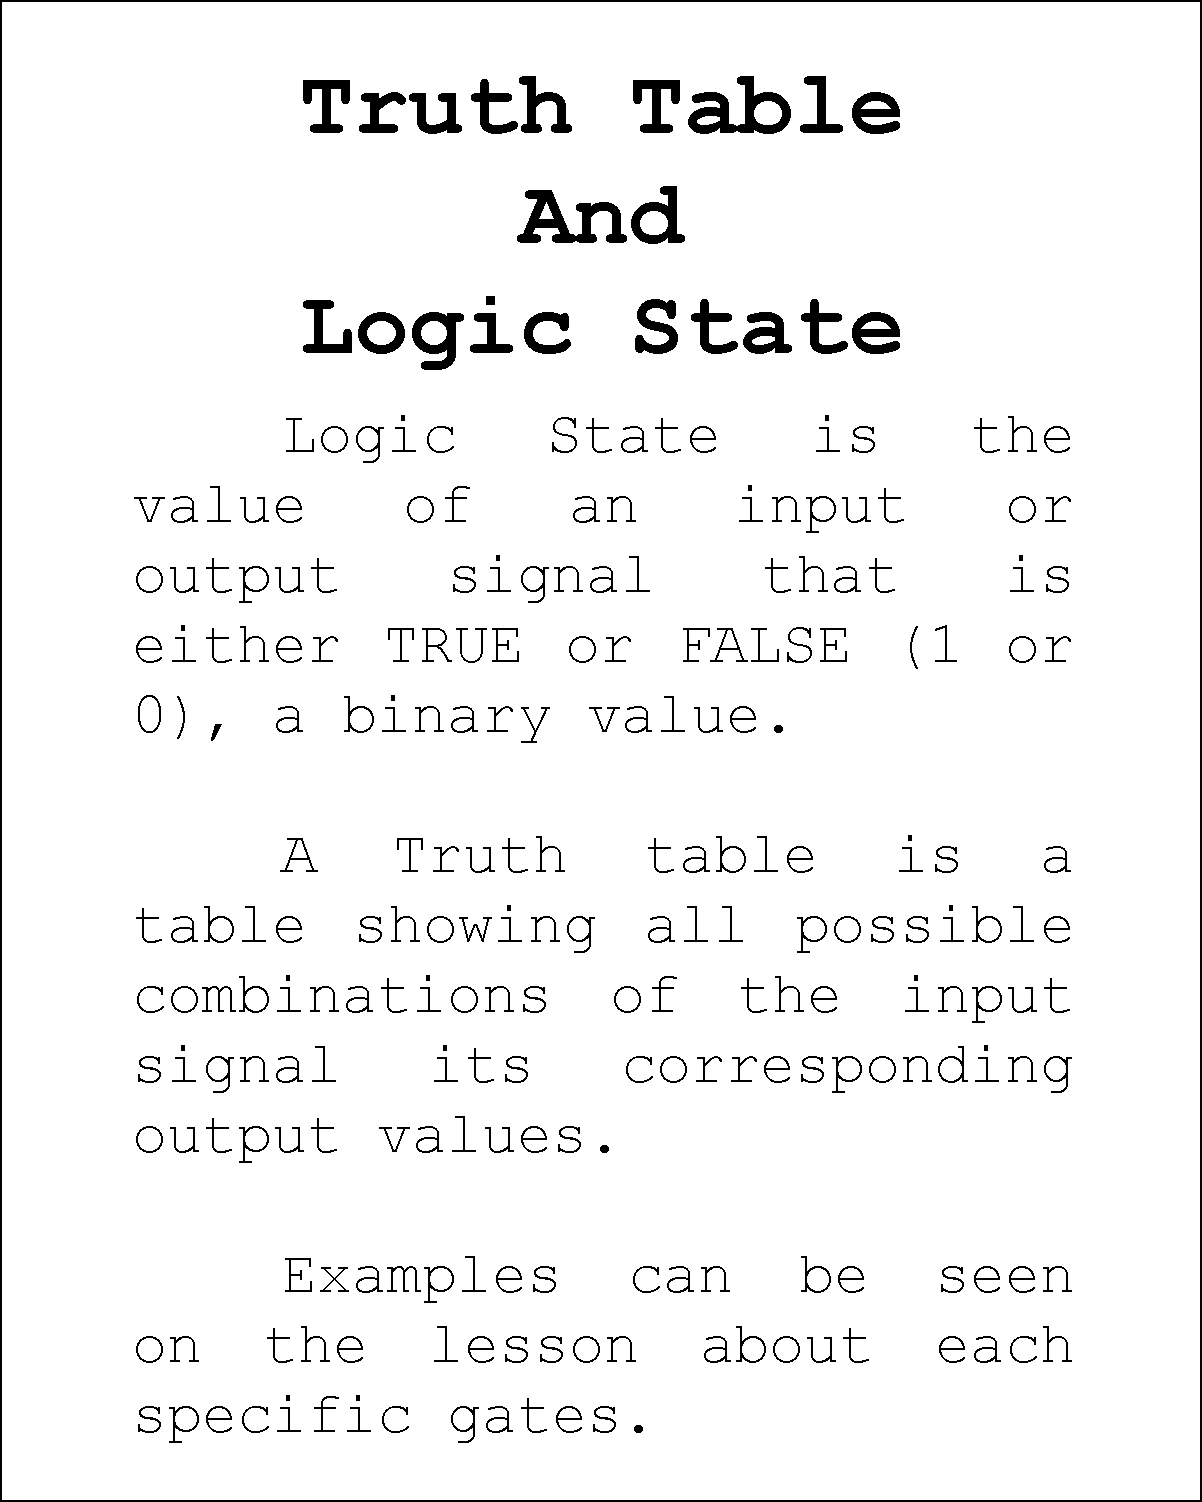 Truth Table
And
Logic State
Logic State is the
value of an input or
output signal that is
either TRUE or FALSE (1 or
0), a binary value.
A Truth table is a
table showing all possible
combinations of the input
signal its corresponding
output values.
Examples can be seen
on the lesson about each
specific gates.